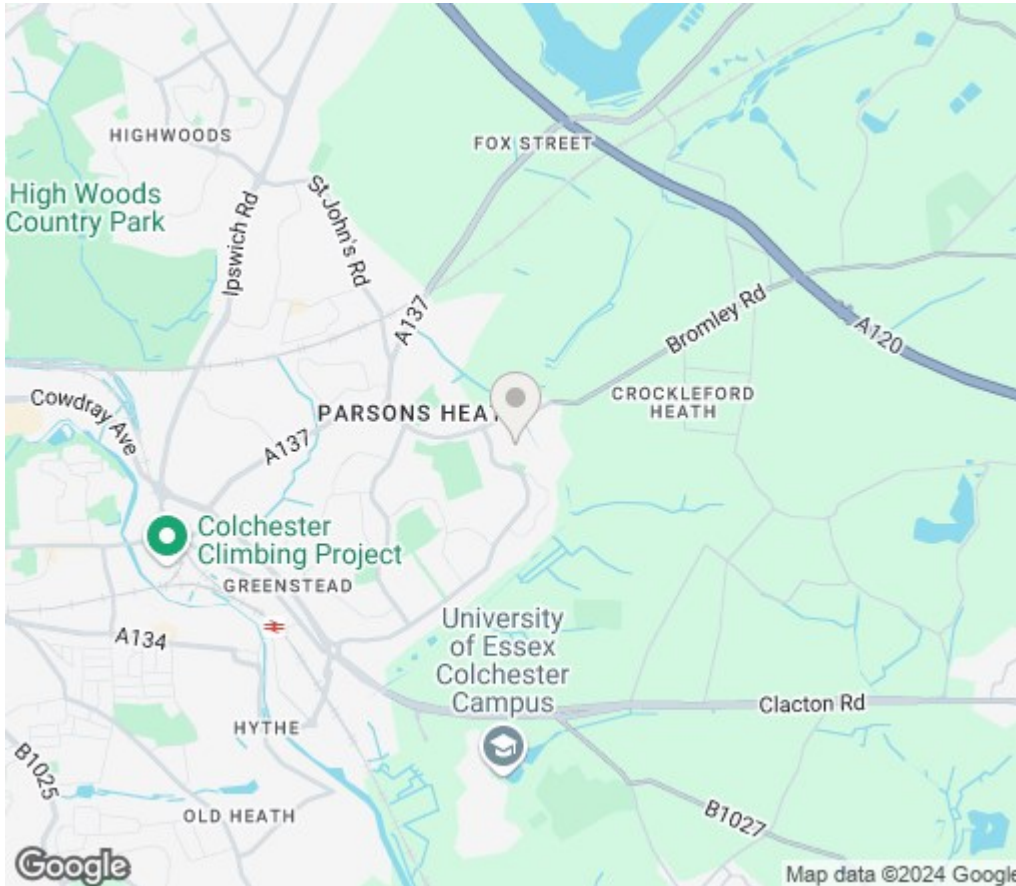 HIGHWOODS
FOX STREET
High Woods
Country Park
St John's Rd
Ipswich Rd
A137
Bromley Rd
A120
CROCKLEFORD
HEATH
Cowdray Ave
PARSONS HEAT
A137
Colchester
Climbing Project
GREENSTEAD
University
of Essex
Colchester
Campus
A134
Clacton Rd
HYTHE
B1025
OLD HEATH
B1027
Google
Map data ©2024 Google